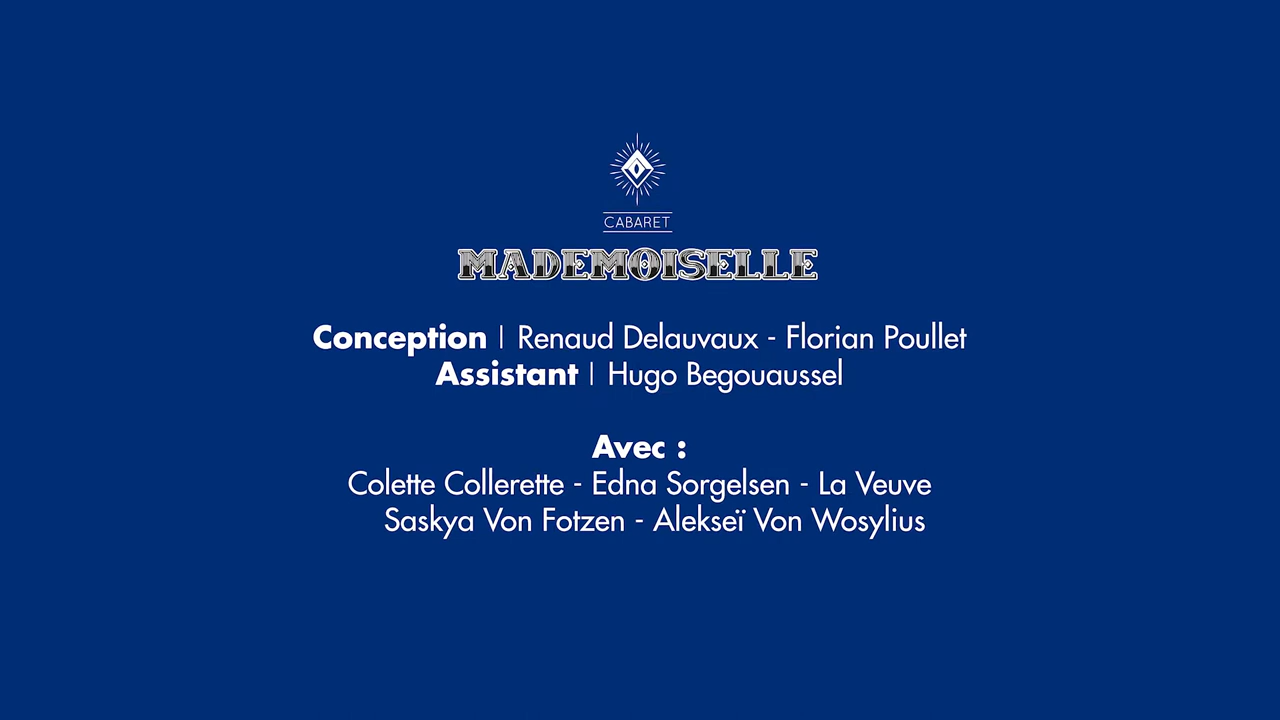 CABARET
MADEMOISELLE
Conception | Renaud Delauvaux - Florian Poullet
Assistant | Hugo Begouaussel
Avec :
Colette Collerette - Edna Sorgelsen - La Veuve
Saskya Von Fotzen - Alekseï Von Wosylius